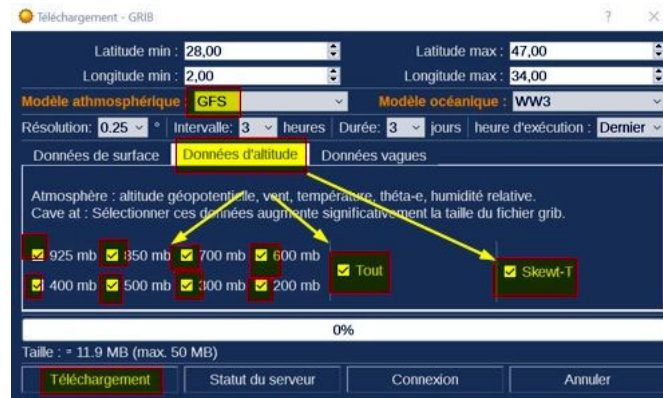 Téléchargement - GRIB ? ×
Latitude min : 28,00 Latitude max : 47,00
Longitude min : 2,00 Longitude max : 34,00
Modèle athmosphérique : GFS Modèle océanique : WW3
Résolution: 0.25 ° Intervalle: 3 heures Durée: 3 jours heure d'exécution : Dernier
Données de surface Données d'altitude Données vagues
Atmosphère : altitude géopotentielle, vent, température, théta-e, humidité relative.
Cave at : Sélectionner ces données augmente significativement la taille du fichier grib.
925 mb 850 mb 700 mb 600 mb
Tout Skewt-T
400 mb 500 mb 300 mb 200 mb
0%
Taille : ≈ 11.9 MB (max. 50 MB)
Téléchargement Statut du serveur Connexion Annuler